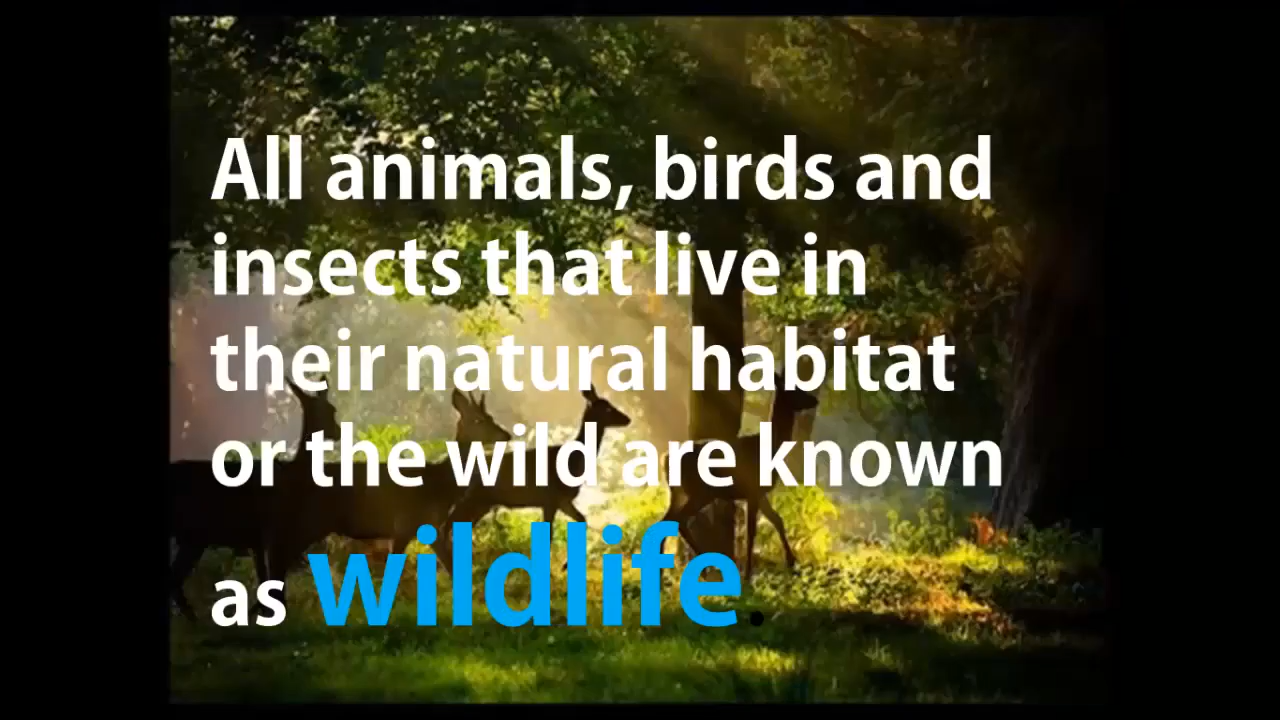 All animals, birds and
insects that live in
their natural habitat
or the wild are known
as wildlife.